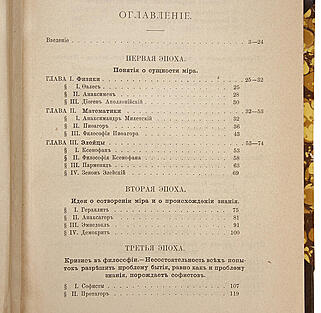 ОГЛАВЛЕНІЕ.
Введеніе 3—24
ПЕРВАЯ ЭПОХА.
Понятія о сущности міра.
ГЛАВА I. Физики 25—32
§ I. Ѳалесъ 25
§ II. Анаксименъ 28
§ III. Діогенъ Аполлонійскій 30
ГЛАВА II. Математики 32—53
§ I. Анаксимандръ Милетскій 32
§ II. Пиѳагоръ 36
§ III. Философія Пиѳагора 43
ГЛАВА III. Элейцы 53—74
§ I. Ксенофанъ 53
§ II. Философія Ксенофана 58
§ III. Парменидъ 63
§ IV. Зенонъ Элейскій 69
ВТОРАЯ ЭПОХА.
Идеи о сотвореніи міра и о происхожденіи знанія.
§ I. Гераклитъ 75
§ II. Анаксагоръ 81
§ III. Эмпедоклъ 91
§ IV. Демокритъ 100
ТРЕТЬЯ ЭПОХА.
Кризисъ въ философіи.—Несостоятельность всѣхъ попы-
токъ разрѣшить проблему бытія, равно какъ и проблему
знанія, порождаетъ софистовъ.
§ I. Софисты 107
§ II. Протагоръ 119